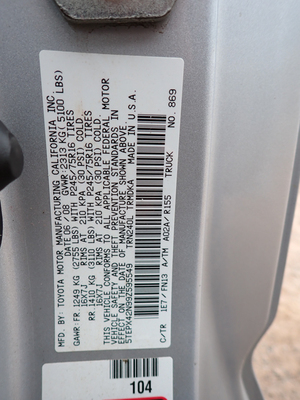 MFD. BY: TOYOTA MOTOR MANUFACTURING CALIFORNIA INC.
DATE: 06/08 GVWR: 2313 KG( 5100 LBS)
GAWR: FR. 1249 KG (2755 LBS) WITH P245/75R16 TIRES
16X7J RIMS AT 210 KPA (30 PSI) COLD.
RR. 1410 KG (3110 LBS) WITH P245/75R16 TIRES
16X7J RIMS AT 210 KPA (30 PSI) COLD.
THIS VEHICLE CONFORMS TO ALL APPLICABLE FEDERAL MOTOR
VEHICLE SAFETY AND THEFT PREVENTION STANDARDS IN
EFFECT ON THE DATE OF MANUFACTURE SHOWN ABOVE.
5TEPX42N99Z595549 TRN240L TRMDKA MADE IN U.S.A.
C/TR: 1E7/FN13 A/TM: A02A/R155 TRUCK NO. 869
104